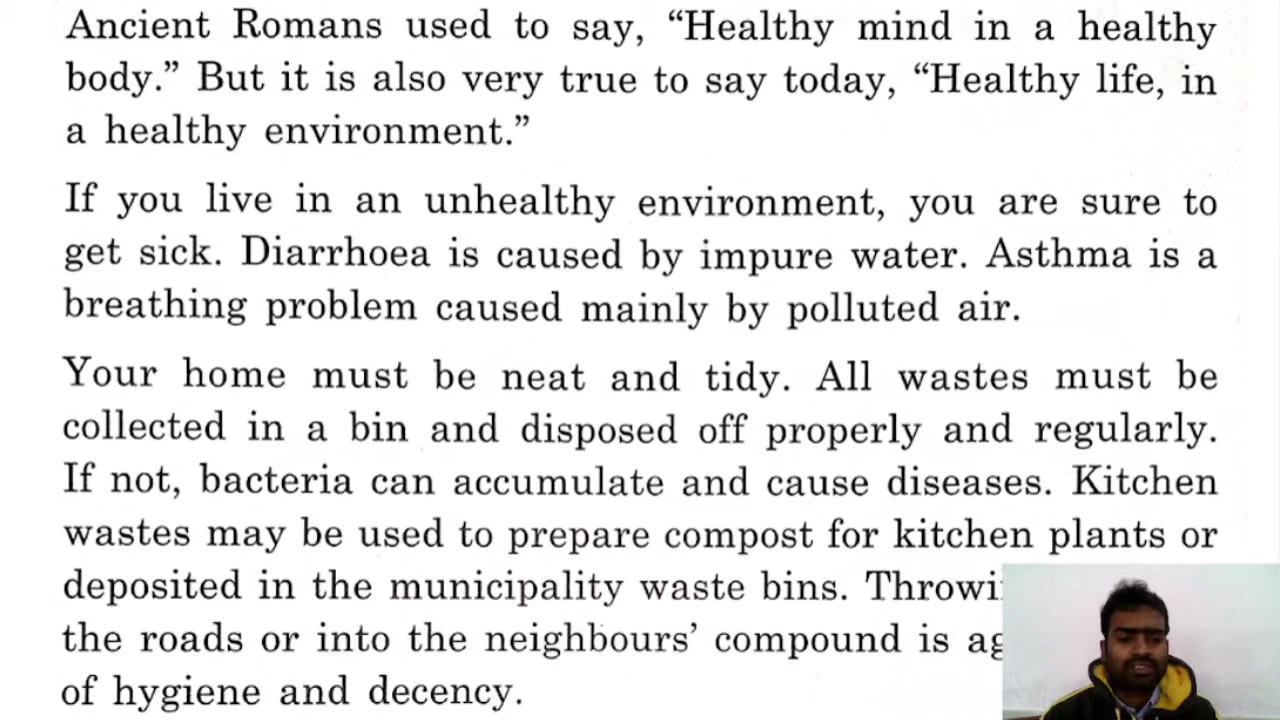 Ancient Romans used to say, “Healthy mind in a healthy
body.” But it is also very true to say today, “Healthy life, in
a healthy environment.”
If you live in an unhealthy environment, you are sure to
get sick. Diarrhoea is caused by impure water. Asthma is a
breathing problem caused mainly by polluted air.
Your home must be neat and tidy. All wastes must be
collected in a bin and disposed off properly and regularly.
If not, bacteria can accumulate and cause diseases. Kitchen
wastes may be used to prepare compost for kitchen plants or
deposited in the municipality waste bins.
the roads or into the neighbours’ compound is
of hygiene and decency.